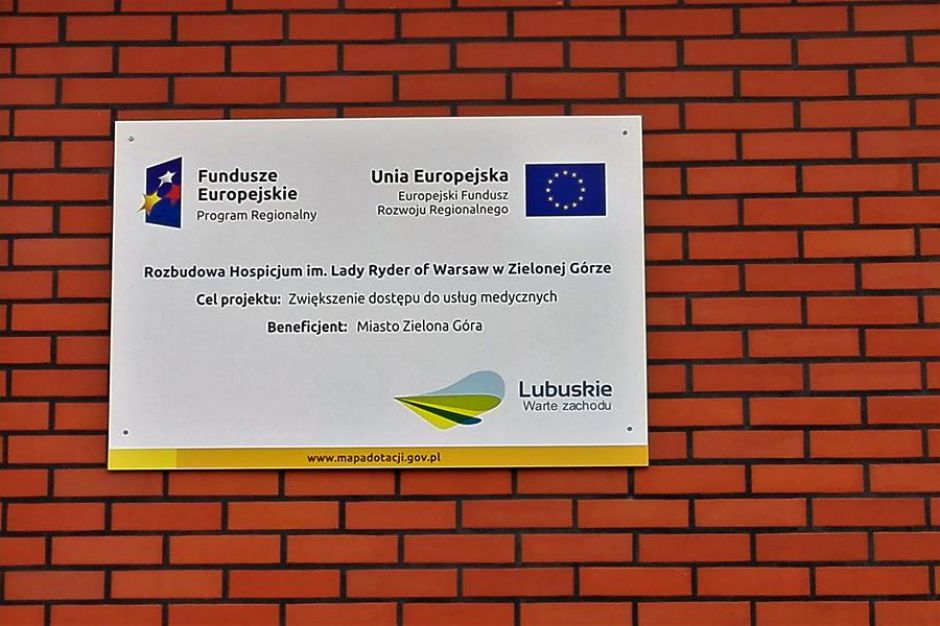 Fundusze
Europejskie
Program Regionalny
Unia Europejska
Europejski Fundusz
Rozwoju Regionalnego
Rozbudowa Hospicjum im. Lady Ryder of Warsaw w Zielonej Górze
Cel projektu: Zwiększenie dostępu do usług medycznych
Beneficjent: Miasto Zielona Góra
Lubuskie
Warte zachodu
www.mapadotacji.gov.pl